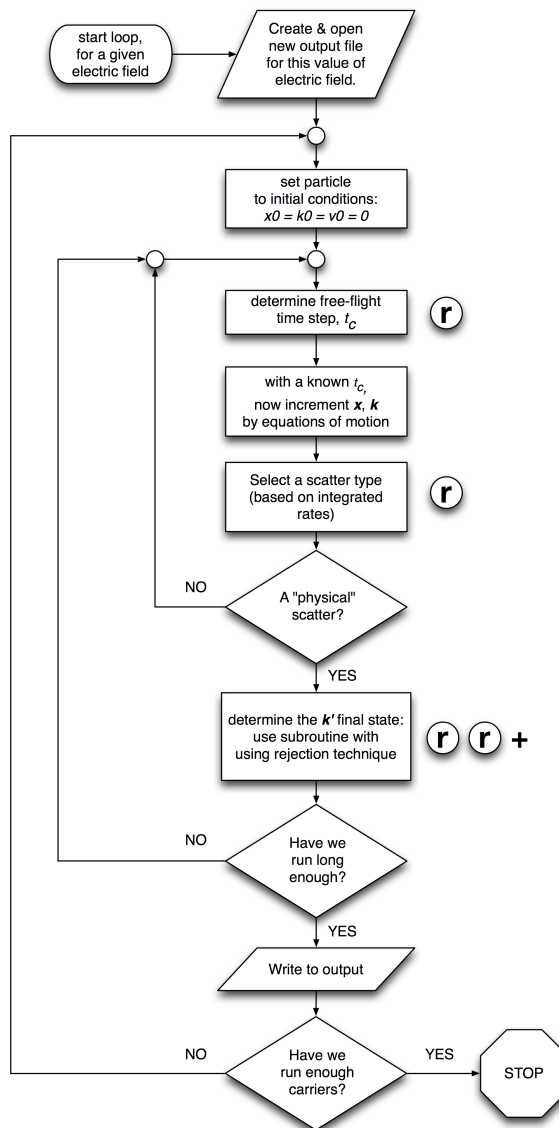 start loop,
for a given
electric field
Create & open
new output file
for this value of
electric field.
set particle
to initial conditions:
x0 = k0 = v0 = 0
determine free-flight
time step, tc
r
with a known tc,
now increment x, k
by equations of motion
Select a scatter type
(based on integrated
rates)
r
A "physical"
scatter?
NO
YES
determine the k' final state:
use subroutine with
using rejection technique
r r +
Have we
run long
enough?
NO
YES
Write to output
Have we
run enough
carriers?
NO
YES
STOP